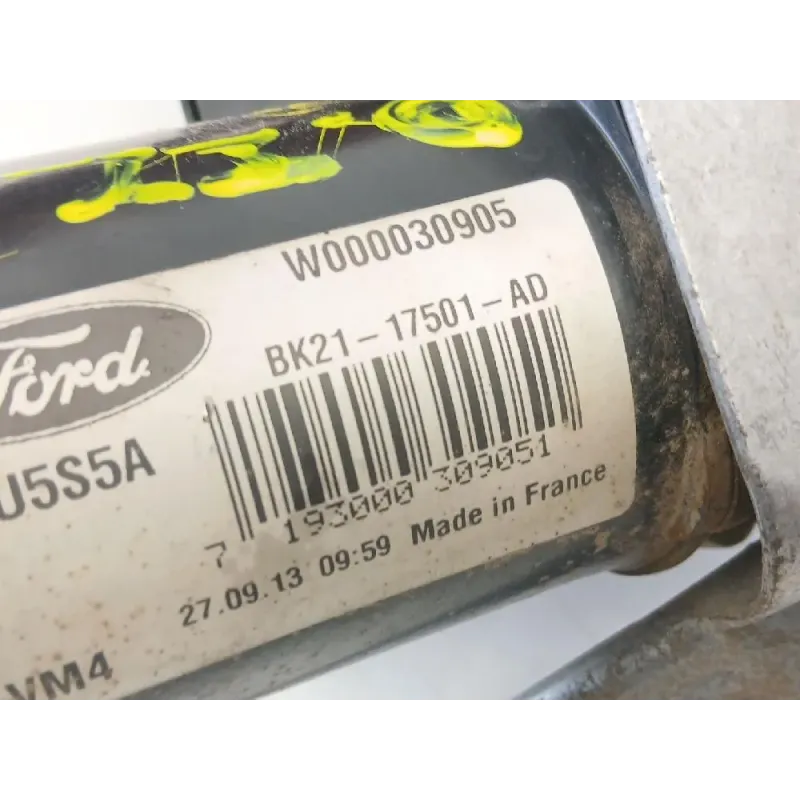 W000030905
BK21-17501-AD
Ford
U5S5A
7 193000 309051
27.09.13 09:59 Made in France
VM4